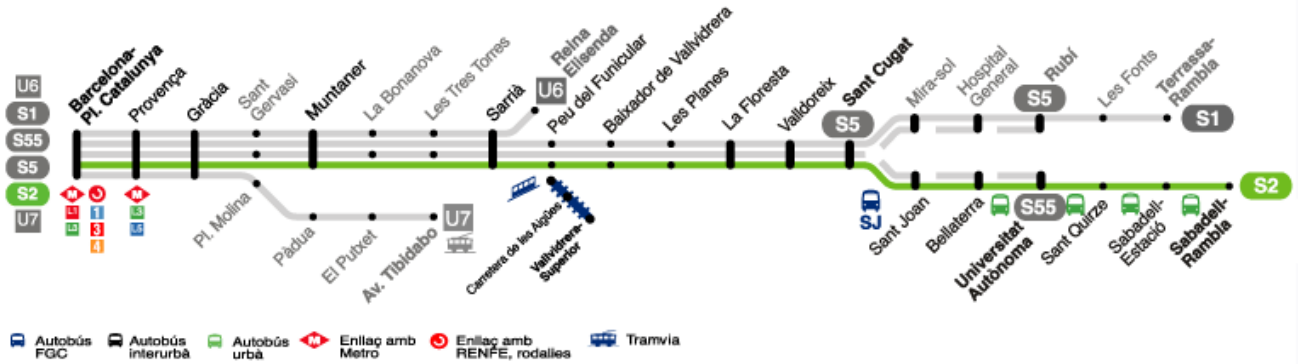 U6
S1
S55
S5
S2
U7
Barcelona-
Pl. Catalunya
Provença
Gràcia
Sant
Gervasi
Muntaner
La Bonanova
Les Tres Torres
Sarrià
Reina
Elisenda
U6
Peu del Funicular
Baixador de Vallvidrera
Les Planes
La Floresta
Valldoreix
Sant Cugat
S5
Mira-sol
Hospital
General
Rubí
S5
Les Fonts
Terrassa-
Rambla
S1
M
L1
L3
1
3
4
M
L3
L6
Pl. Molina
Pàdua
El Putxet
Av. Tibidabo
U7
Carretera de les Aigües
Vallvidrera-
Superior
SJ
Sant Joan
Bellaterra
Universitat
Autònoma
S55
Sant Quirze
Sabadell-
Estació
Sabadell-
Rambla
S2
Autobús
FGC
Autobús
interurbà
Autobús
urbà
M
Enllaç amb
Metro
Enllaç amb
RENFE, rodalies
Tramvia